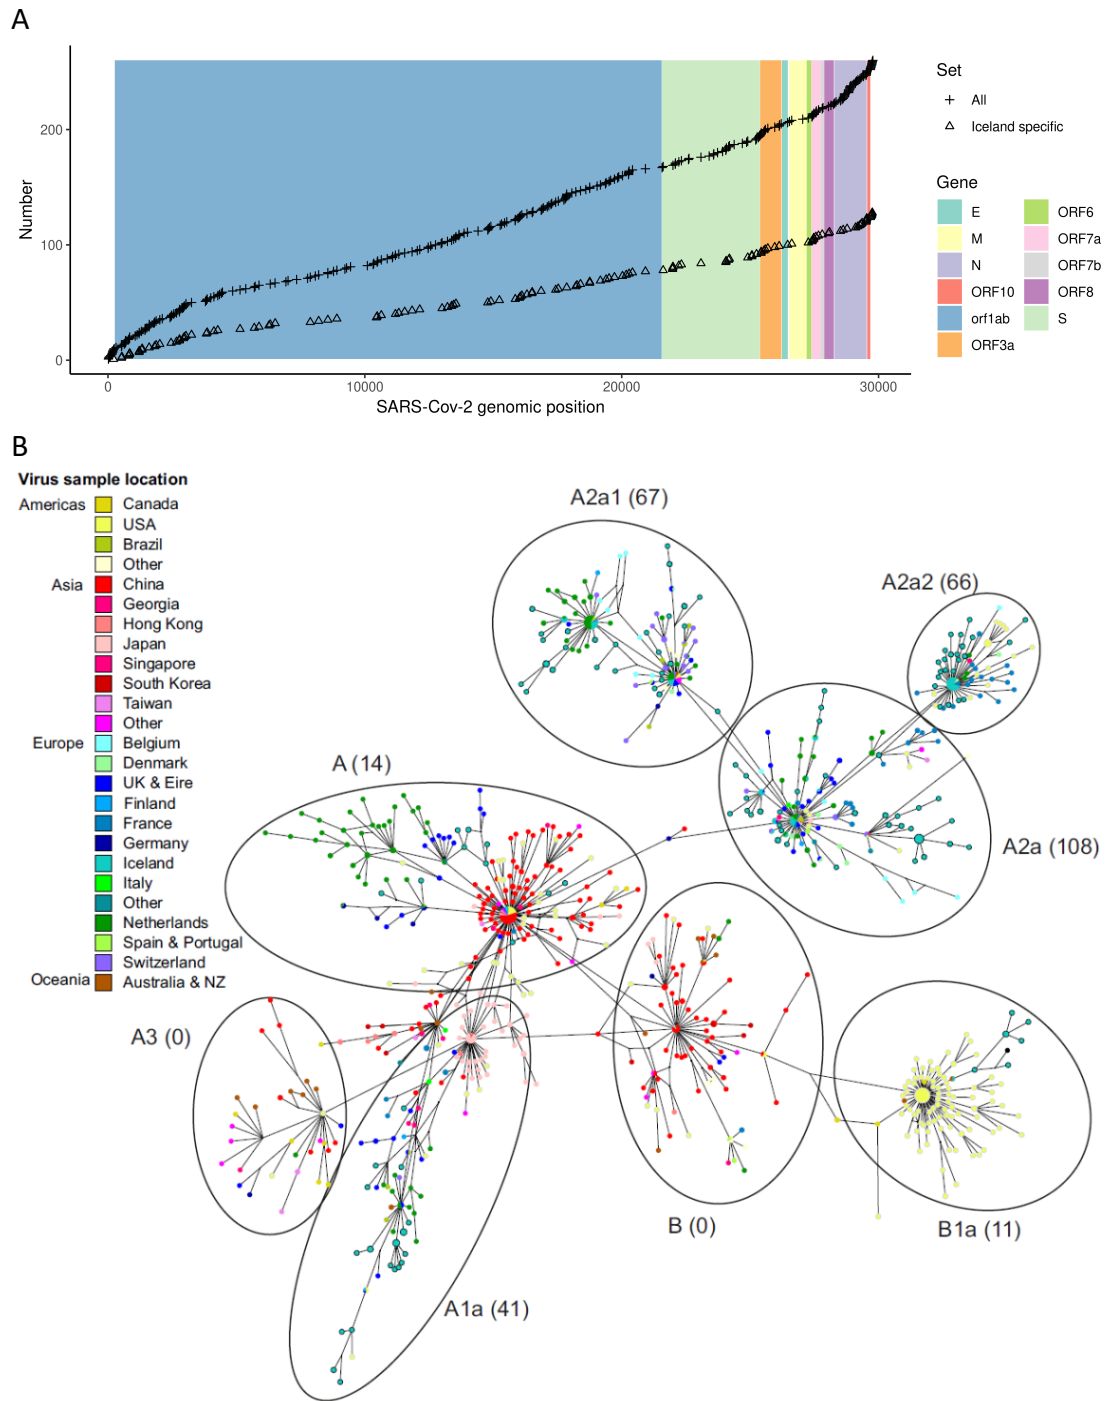 A
Number
200
100
0
0
10000
20000
30000
SARS-Cov-2 genomic position
Set
All
Iceland specific
Gene
E
M
N
ORF10
orf1ab
ORF3a
ORF6
ORF7a
ORF7b
ORF8
S
B
Virus sample location
Americas
Canada
USA
Brazil
Other
Asia
China
Georgia
Hong Kong
Japan
Singapore
South Korea
Taiwan
Other
Europe
Belgium
Denmark
UK & Eire
Finland
France
Germany
Iceland
Italy
Other
Netherlands
Spain & Portugal
Switzerland
Oceania
Australia & NZ
A2a1 (67)
A2a2 (66)
A (14)
A2a (108)
A3 (0)
B (0)
B1a (11)
A1a (41)